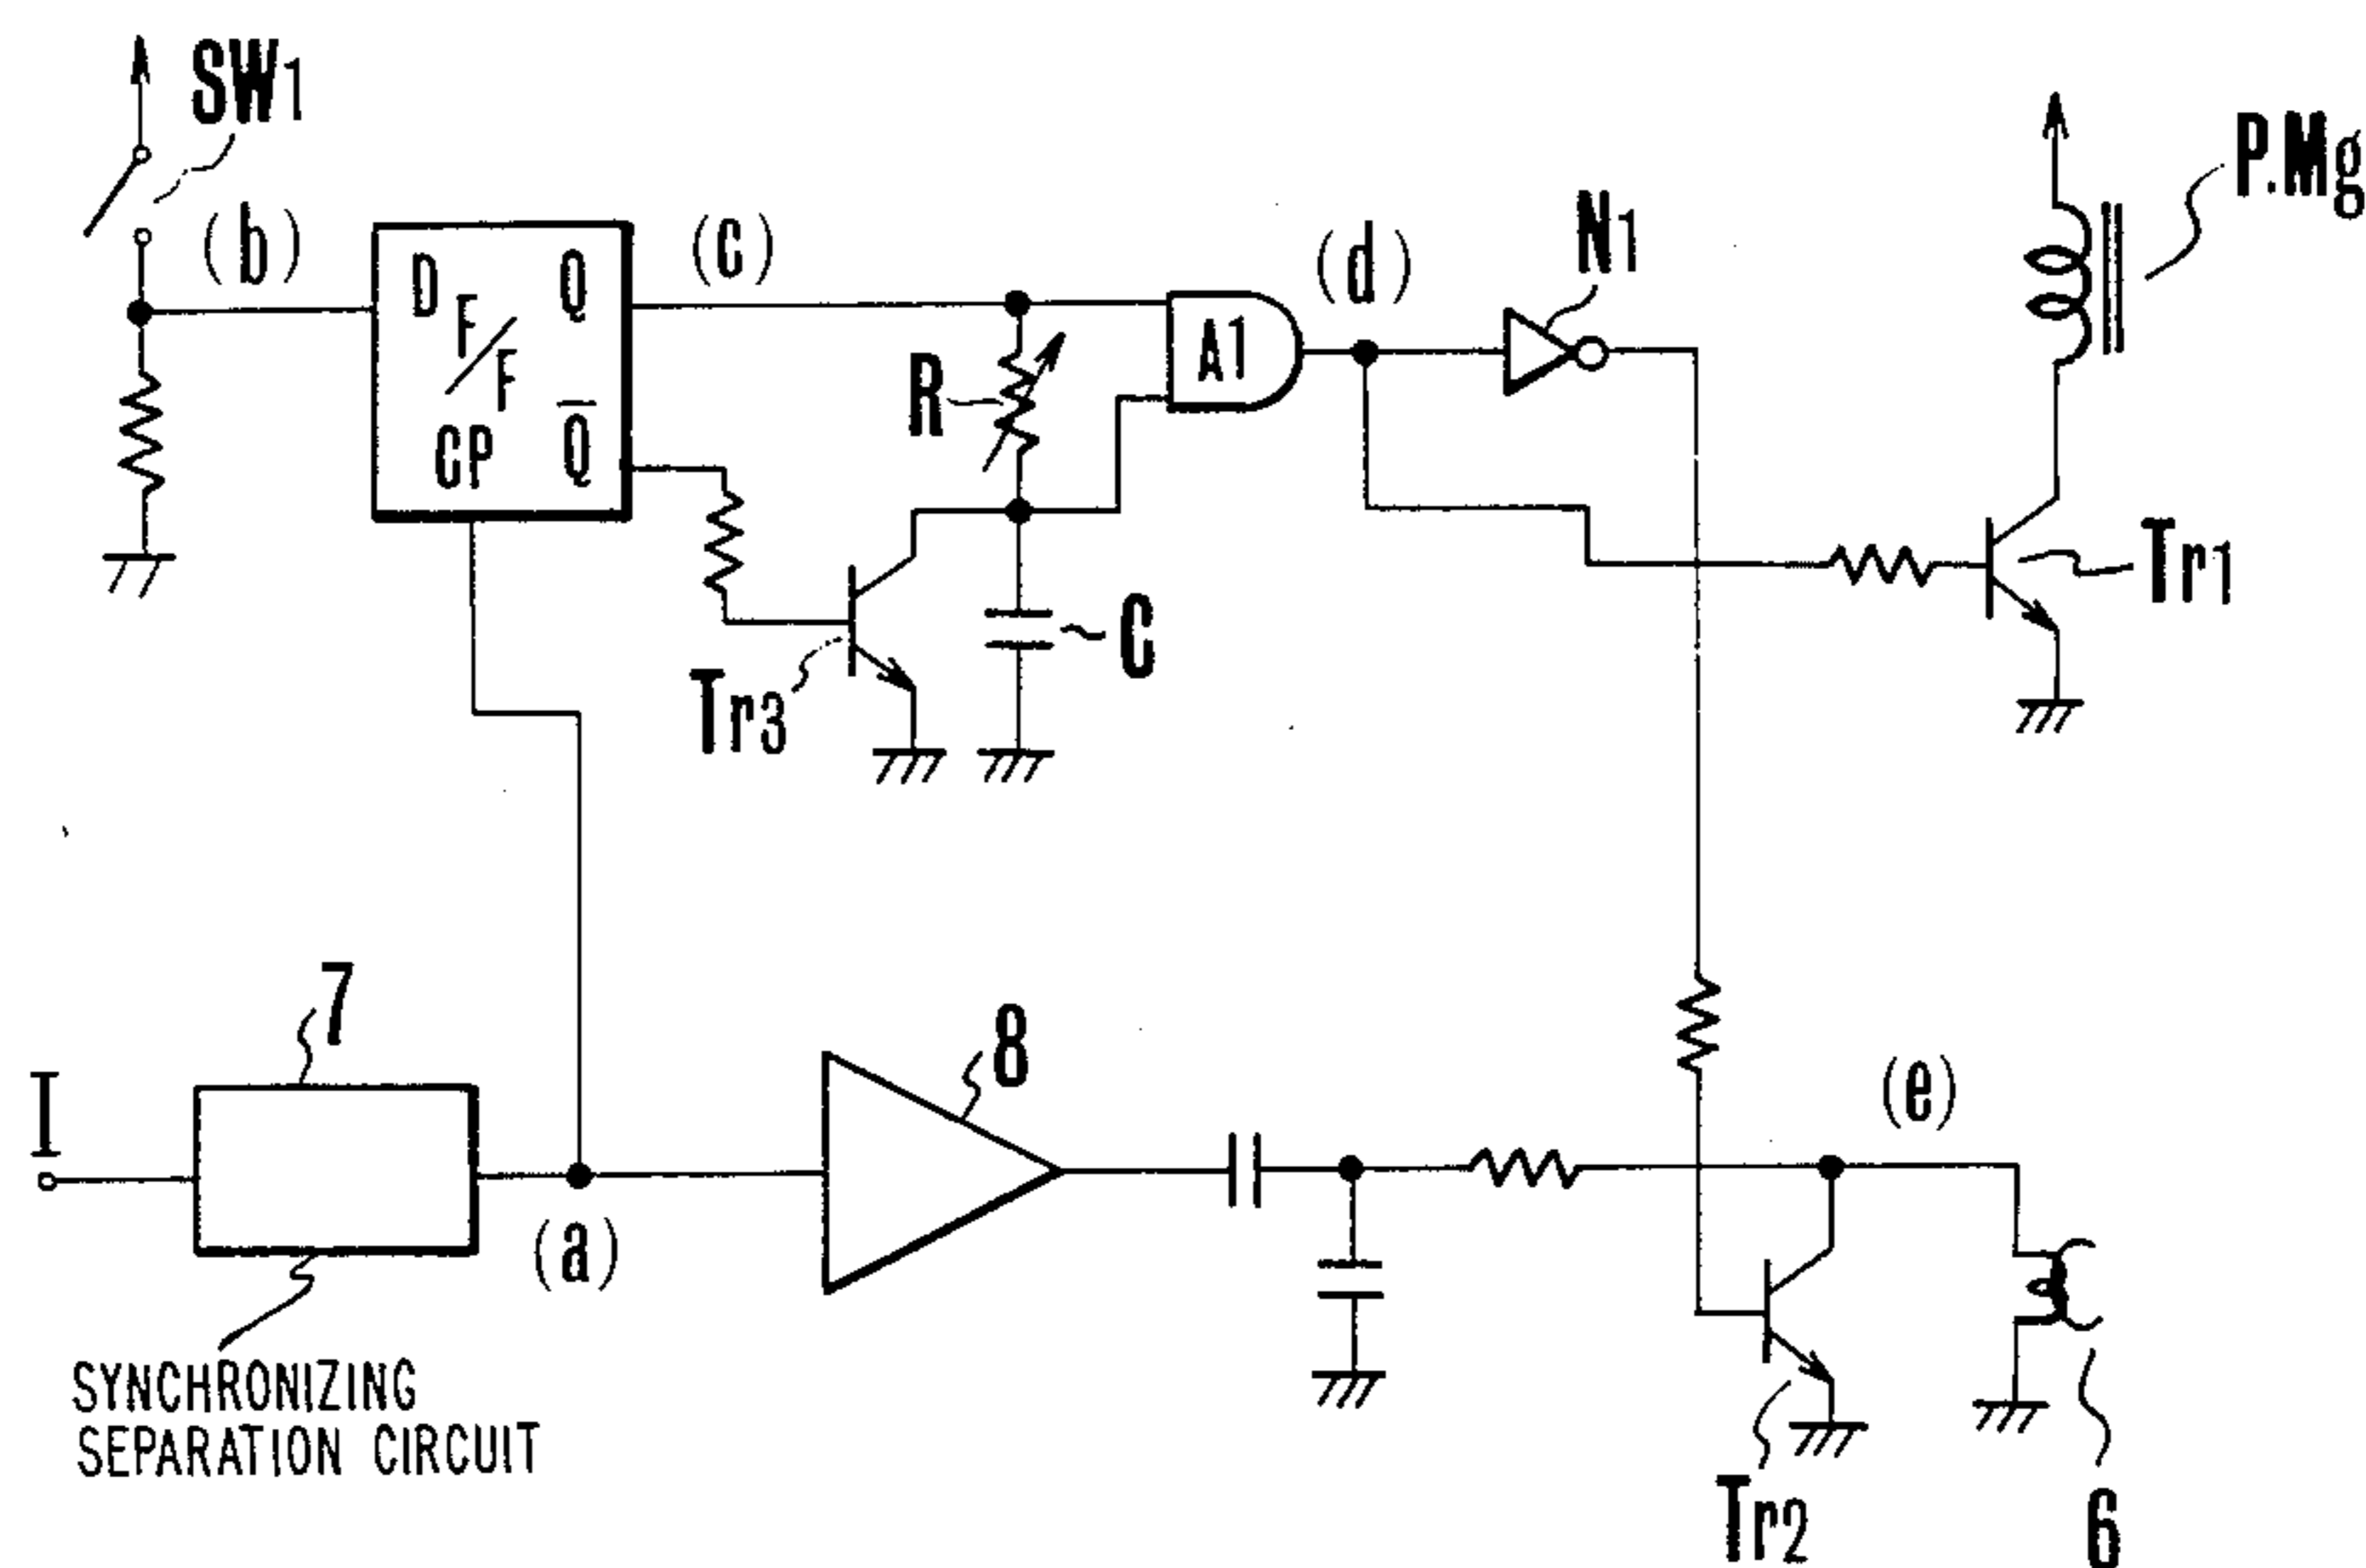 SW1
P.Mg
(b)
(c)
(d)
N1
D
F/F
Q
CP
Q̅
A1
R
Tr1
C
Tr3
7
8
I
(a)
(e)
SYNCHRONIZING
SEPARATION CIRCUIT
Tr2
6